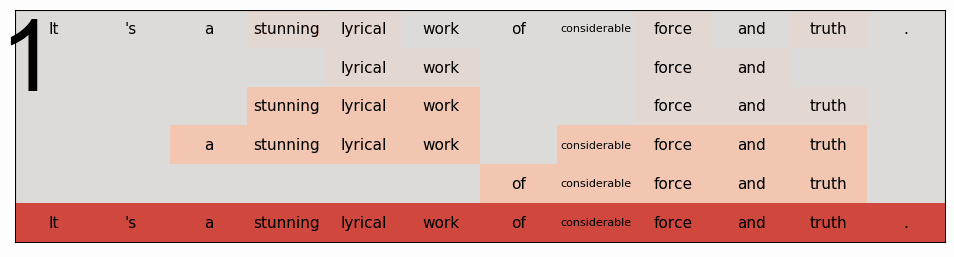 1
It 's a stunning lyrical work of considerable force and truth .
lyrical work force and
stunning lyrical work force and truth
a stunning lyrical work considerable force and truth
of considerable force and truth
It 's a stunning lyrical work of considerable force and truth .